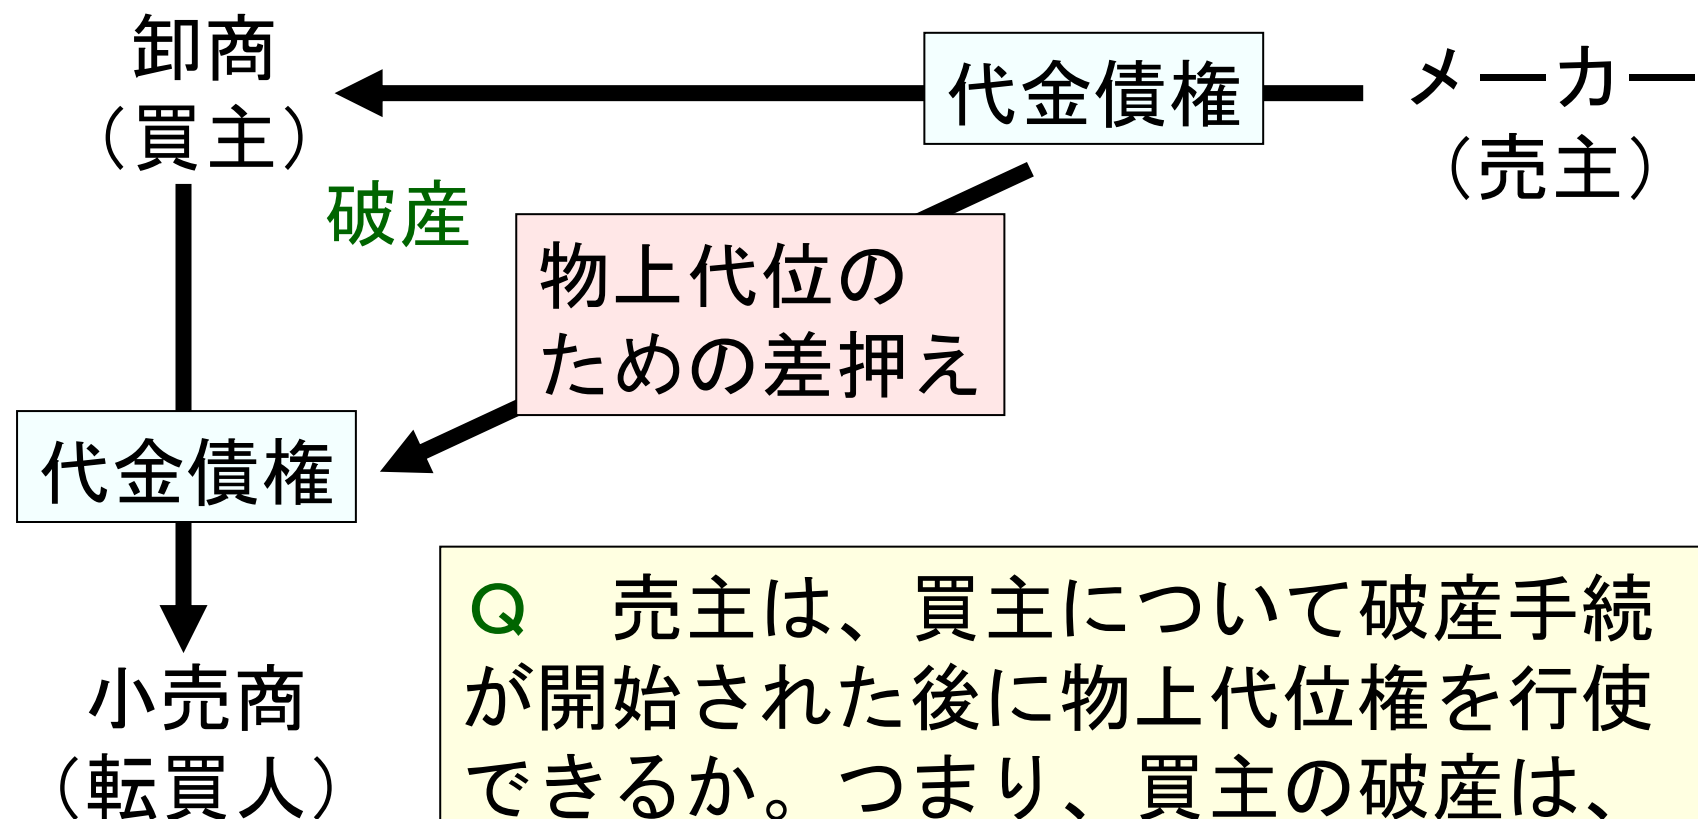 卸商
（買主）
代金債権
メーカー
（売主）
破産
物上代位の
ための差押え
代金債権
小売商
（転買人）
Q　売主は、買主について破産手続
が開始された後に物上代位権を行使
できるか。つまり、買主の破産は、